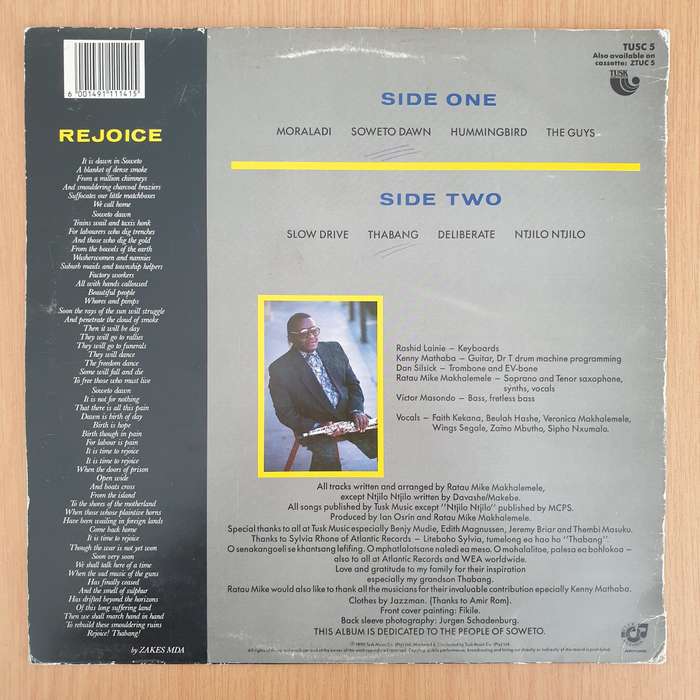 6 001491 111415
REJOICE
It is dawn in Soweto
A blanket of dense smoke
From a million chimneys
And smouldering charcoal braziers
Suffocates our little matchboxes
We call home
Soweto dawn
Trains wail and taxis honk
For labourers who dig trenches
And those who dig the gold
From the bowels of the earth
Washerwomen and nannies
Suburb maids and township helpers
Factory workers
All with hands calloused
Beautiful people
Whores and pimps
Soon the rays of the sun will struggle
And penetrate the cloud of smoke
Then it will be day
They will go to rallies
They will go to funerals
They will dance
The freedom dance
Some will fall and die
To free those who must live
Soweto dawn
It is not for nothing
That there is all this pain
Dawn is birth of day
Birth is hope
Birth though in pain
For labour is pain
It is time to rejoice
It is time to rejoice
When the doors of prison
Open wide
And boats cross
From the island
To the shores of the motherland
When those whose plaintive horns
Have been wailing in foreign lands
Come back home
It is time to rejoice
Though the war is not yet won
Soon very soon
We shall talk here of a time
When the sad music of the guns
Has finally ceased
And the smell of sulphur
Has drifted beyond the horizons
Of this long suffering land
Then we shall march hand in hand
To rebuild these smouldering ruins
Rejoice! Thabang!
by ZAKES MDA
TUSC 5
Also available on
cassette: ZTUC 5
TUSK
SIDE ONE
MORALADI SOWETO DAWN HUMMINGBIRD THE GUYS
SIDE TWO
SLOW DRIVE THABANG DELIBERATE NTJILO NTJILO
Rashid Lainie – Keyboards
Kenny Mathaba – Guitar, Dr T drum machine programming
Dan Silsick – Trombone and EV-bone
Ratau Mike Makhalemele – Soprano and Tenor saxophone,
synths, vocals
Victor Masondo – Bass, fretless bass
Vocals – Faith Kekana, Beulah Hashe, Veronica Makhalemele,
Wings Segale, Zamo Mbutho, Sipho Nxumalo.
All tracks written and arranged by Ratau Mike Makhalemele,
except Ntjilo Ntjilo written by Davashe/Makebe.
All songs published by Tusk Music except "Ntjilo Ntjilo" published by MCPS.
Produced by Ian Osrin and Ratau Mike Makhalemele.
Special thanks to all at Tusk Music especially Benjy Mudie, Edith Magnussen, Jeremy Briar and Thembi Masuku.
Thanks to Sylvia Rhone of Atlantic Records – Liteboho Sylvia, tumelong ea hao ho "Thabang".
O senakangoeli se khantsang lefifing. O mphatlalatsane naledi ea meso. O mohalalitoe, palesa ea bohlokoa –
also to all at Atlantic Records and WEA worldwide.
Love and gratitude to my family for their inspiration
especially my grandson Thabang.
Ratau Mike would also like to thank all the musicians for their invaluable contribution especially Kenny Mathaba.
Clothes by Jazzman. (Thanks to Amir Rom).
Front cover painting: Fikile.
Back sleeve photography: Jurgen Schadenburg.
THIS ALBUM IS DEDICATED TO THE PEOPLE OF SOWETO.